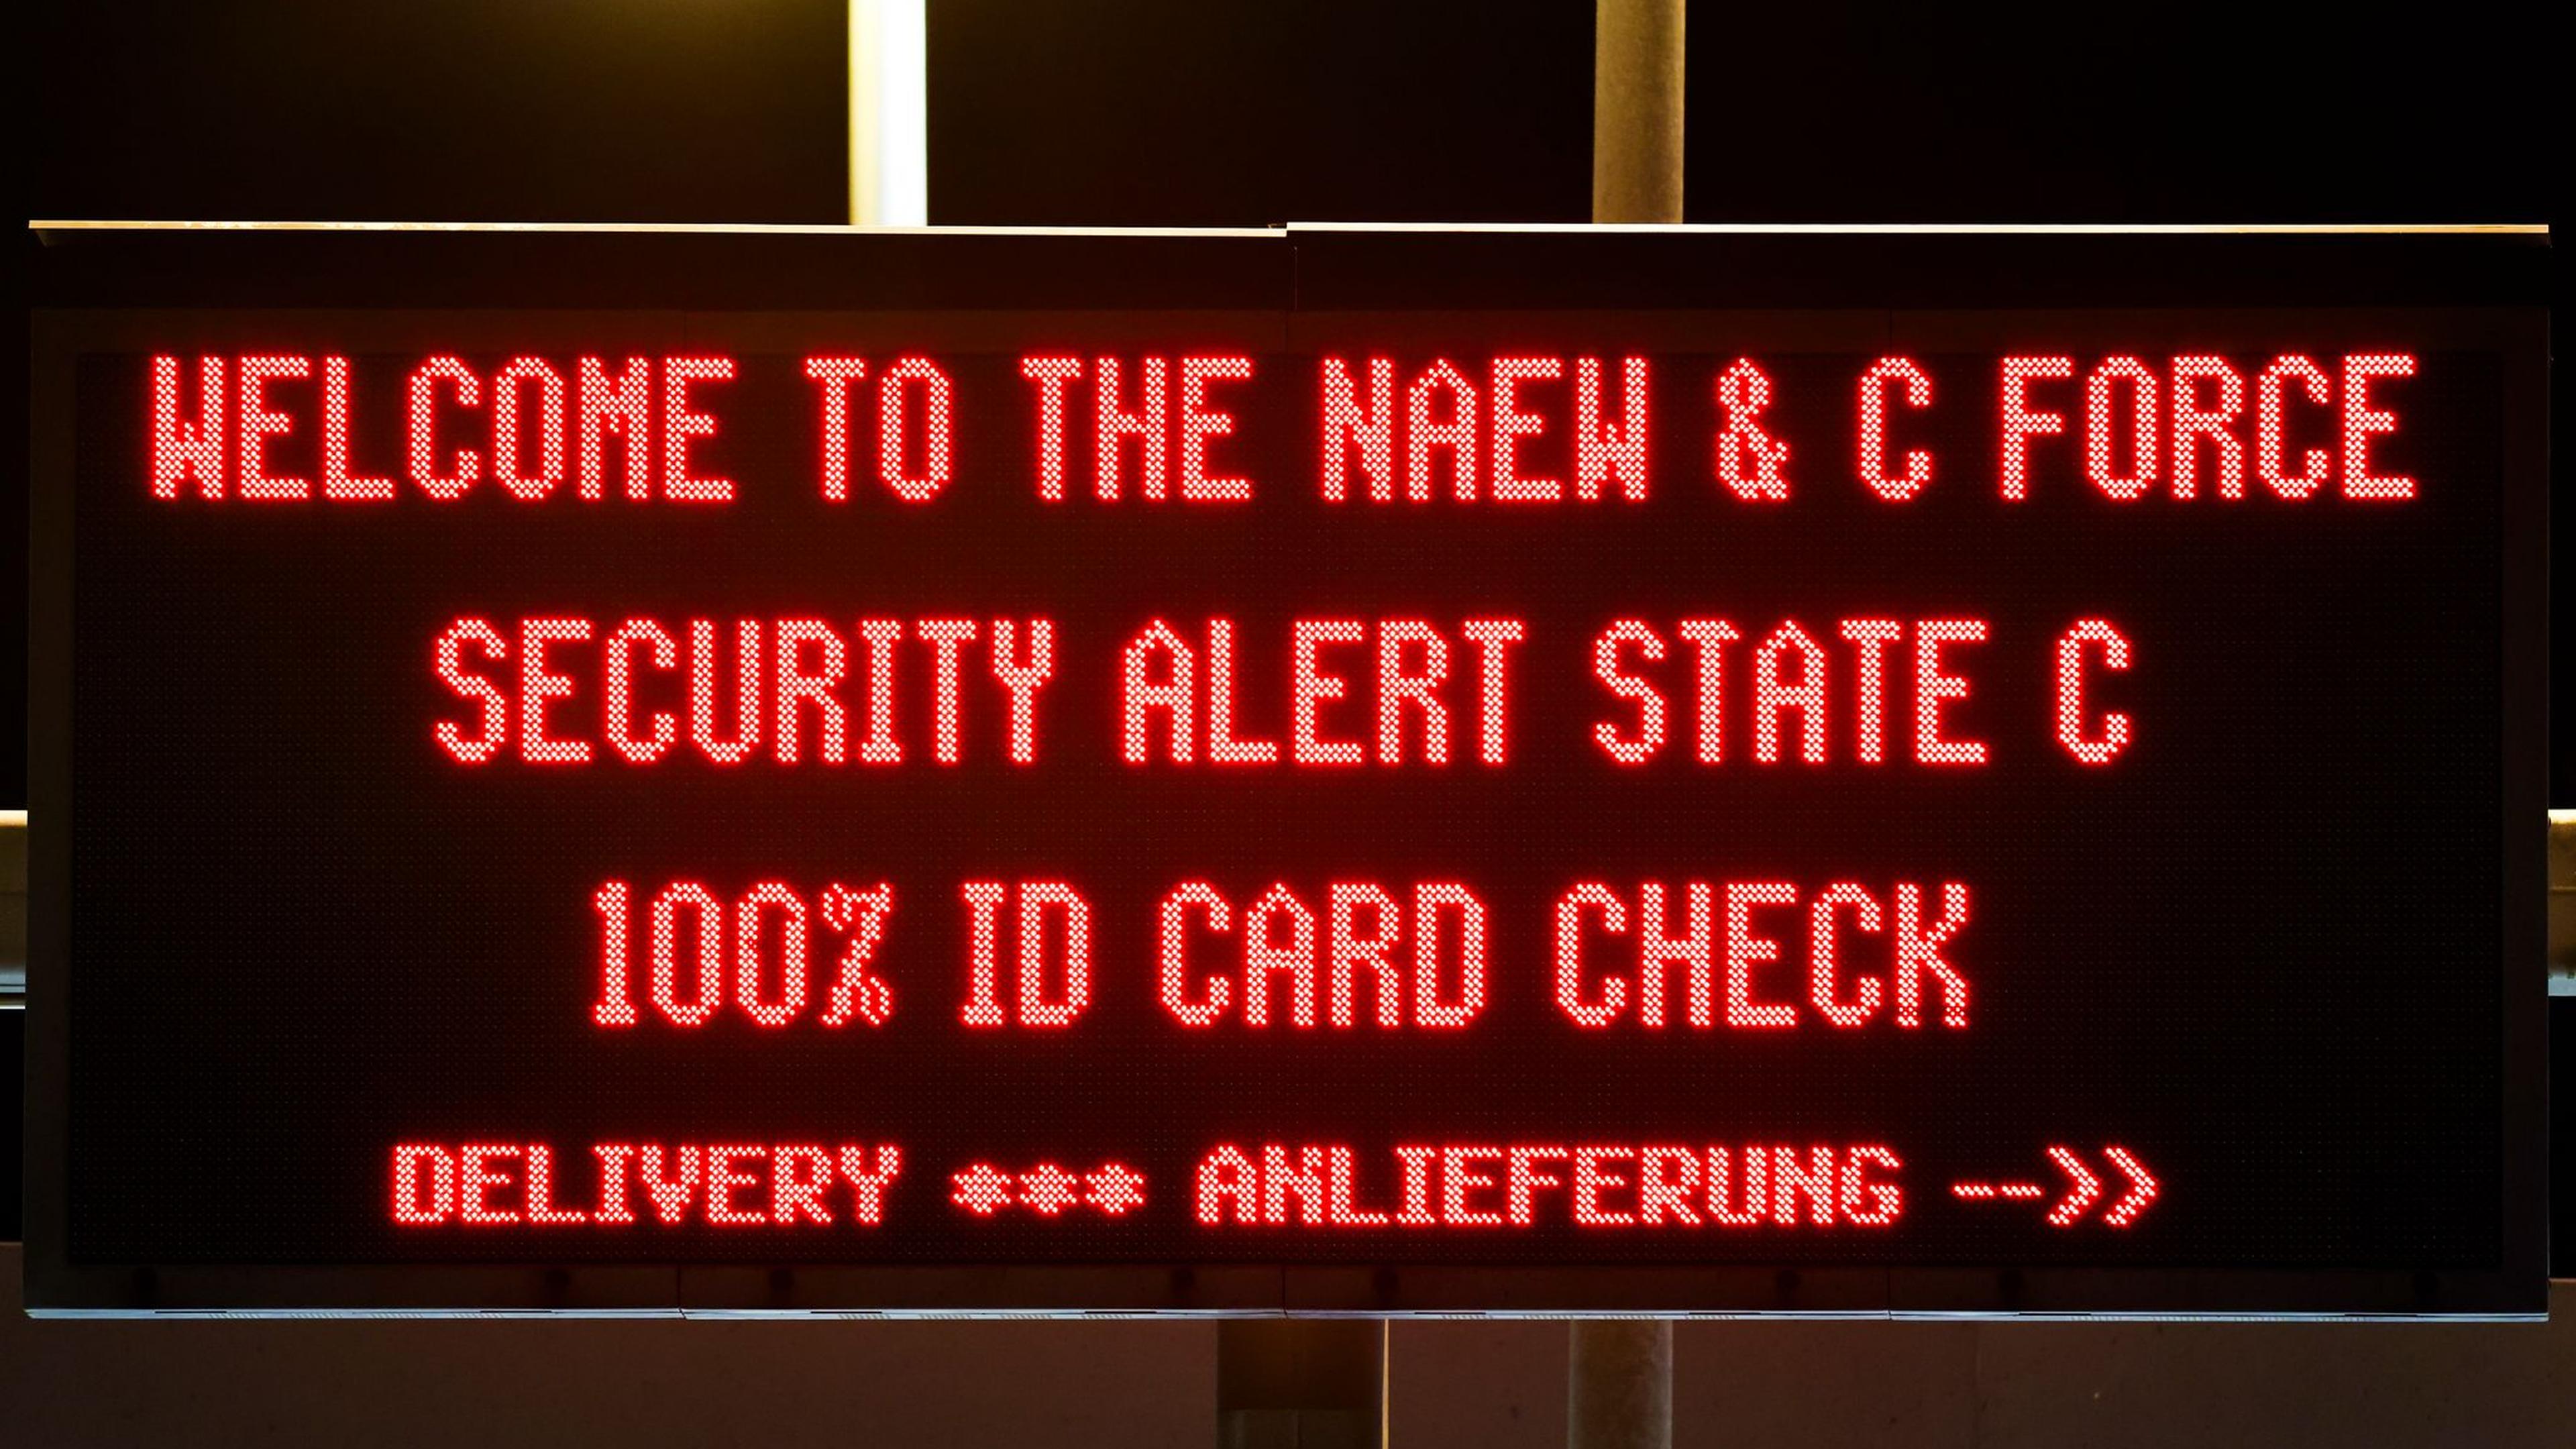 WELCOME TO THE NAEW & C FORCE
SECURITY ALERT STATE C
100% ID CARD CHECK
DELIVERY *** ANLIEFERUNG -->>